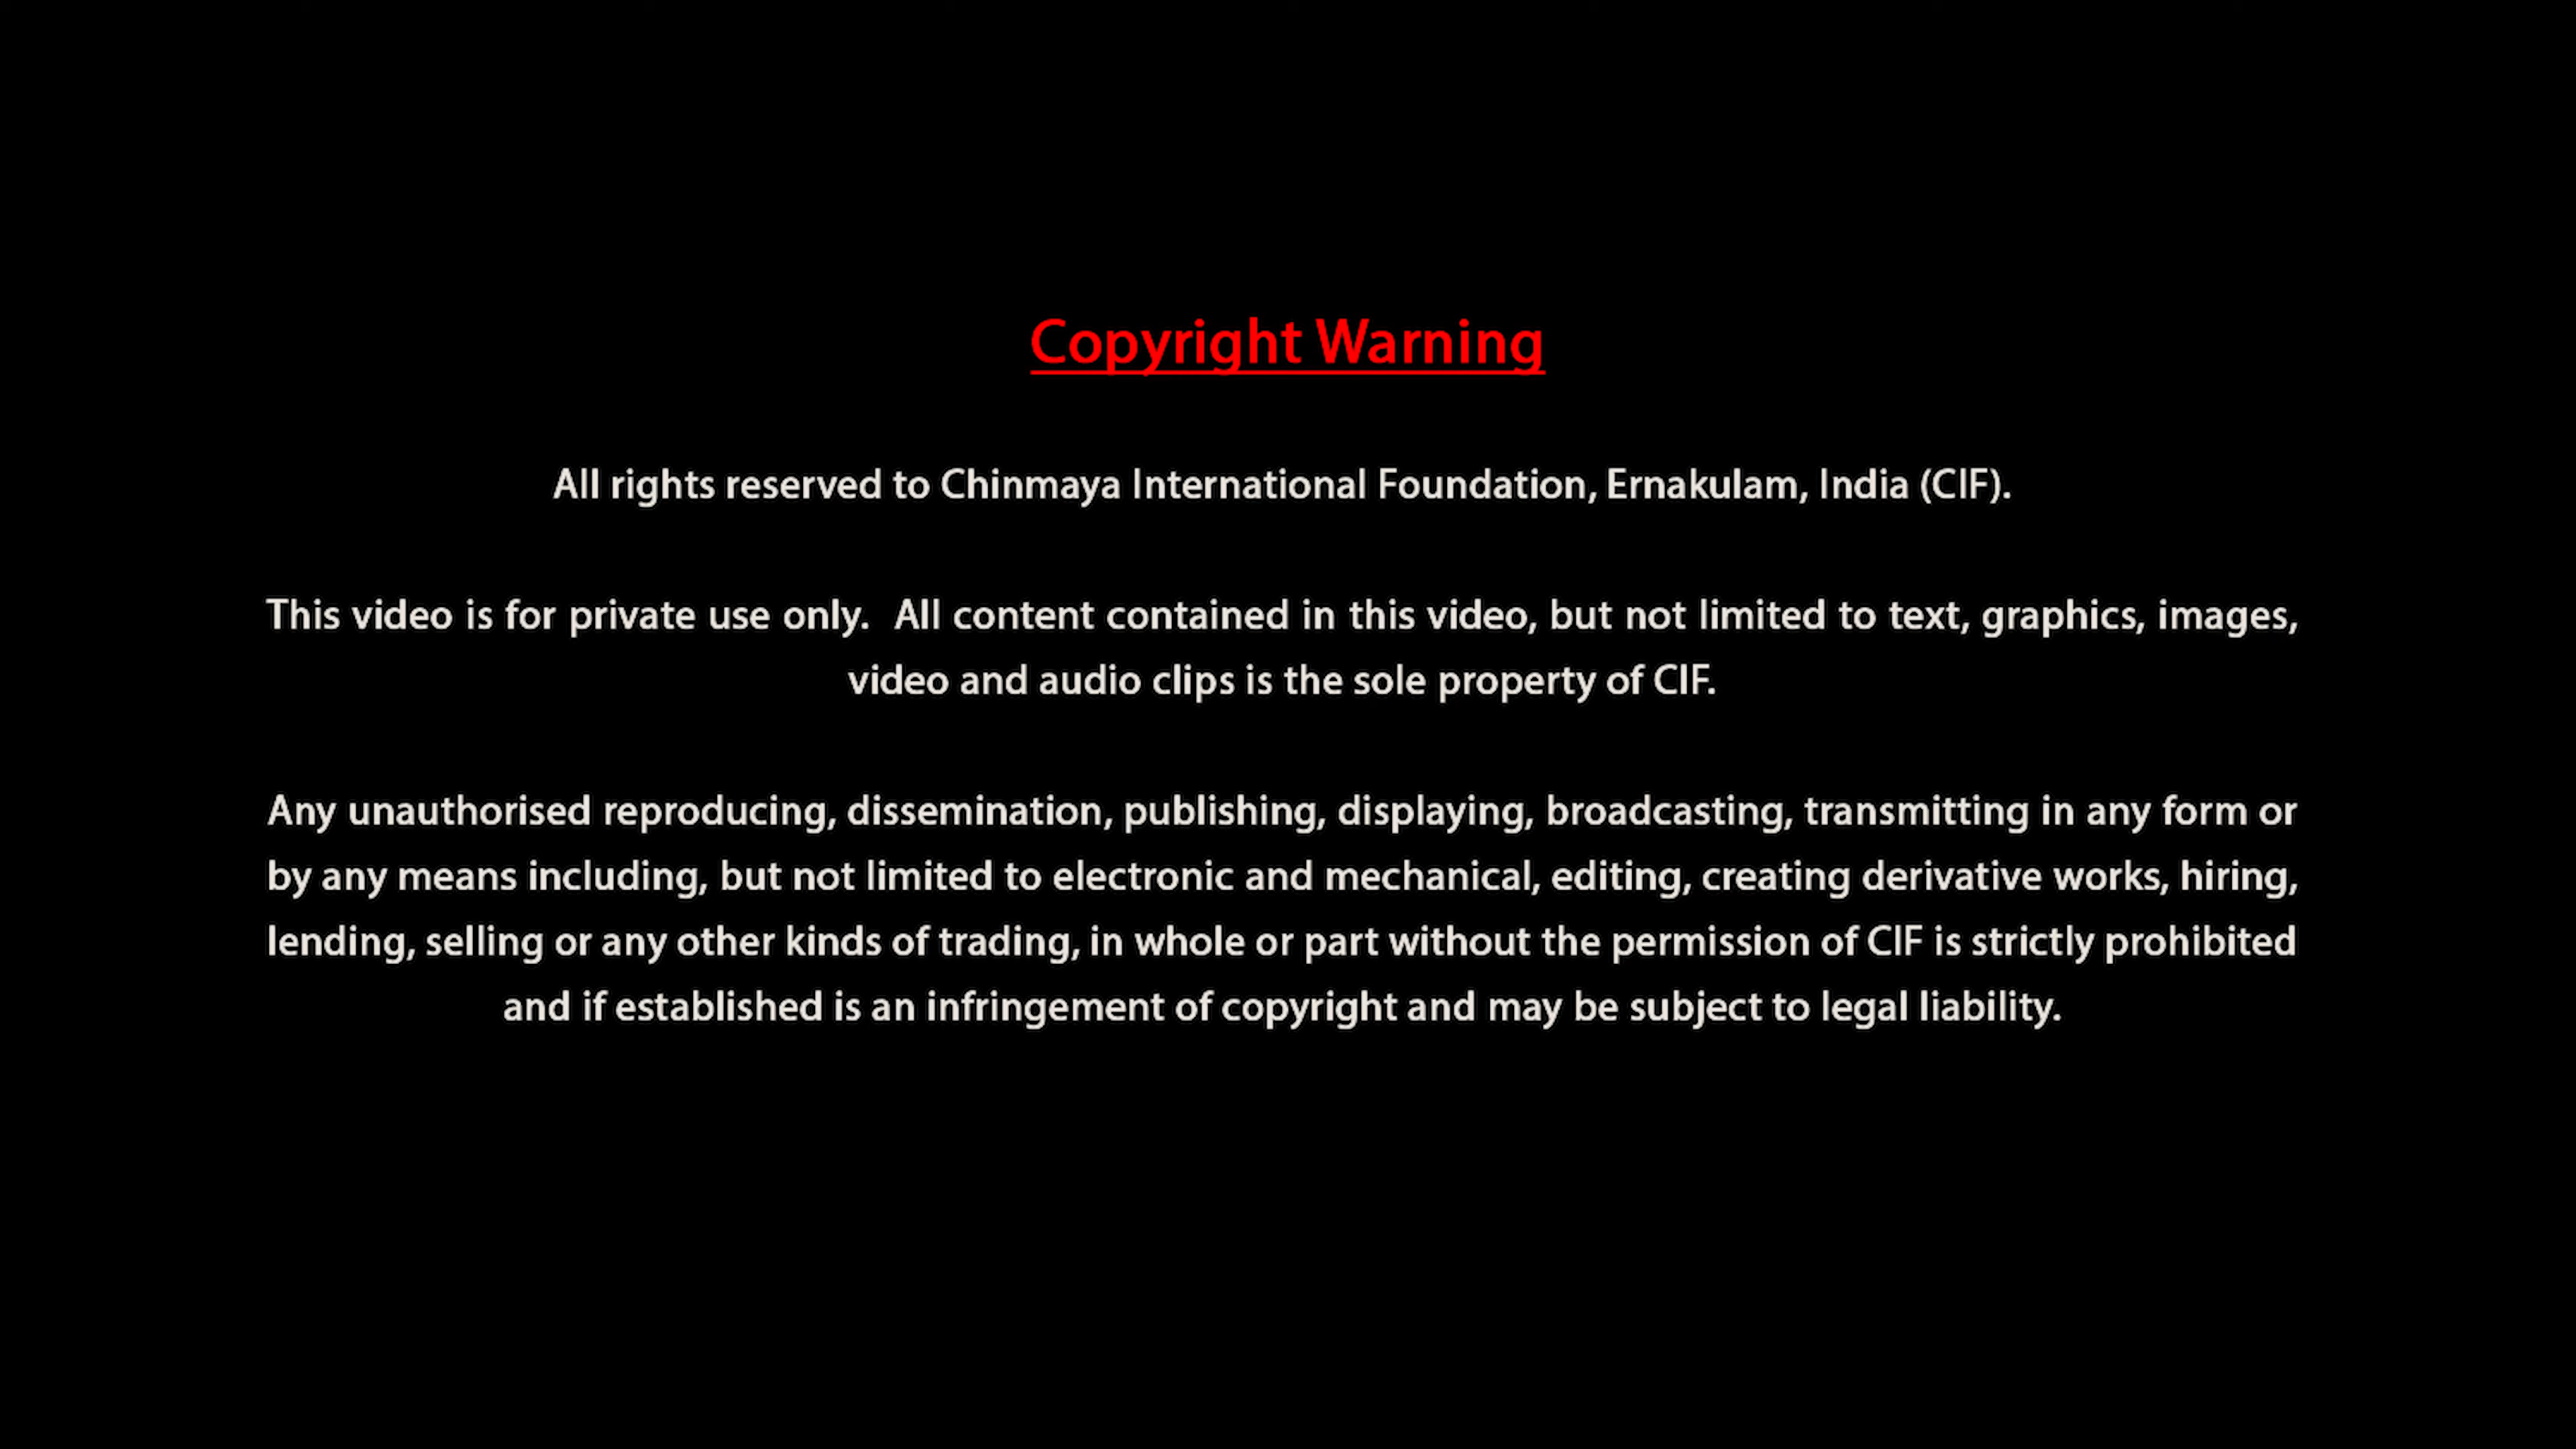 Copyright Warning
All rights reserved to Chinmaya International Foundation, Ernakulam, India (CIF).
This video is for private use only.  All content contained in this video, but not limited to text, graphics, images,
video and audio clips is the sole property of CIF.
Any unauthorised reproducing, dissemination, publishing, displaying, broadcasting, transmitting in any form or
by any means including, but not limited to electronic and mechanical, editing, creating derivative works, hiring,
lending, selling or any other kinds of trading, in whole or part without the permission of CIF is strictly prohibited
and if established is an infringement of copyright and may be subject to legal liability.